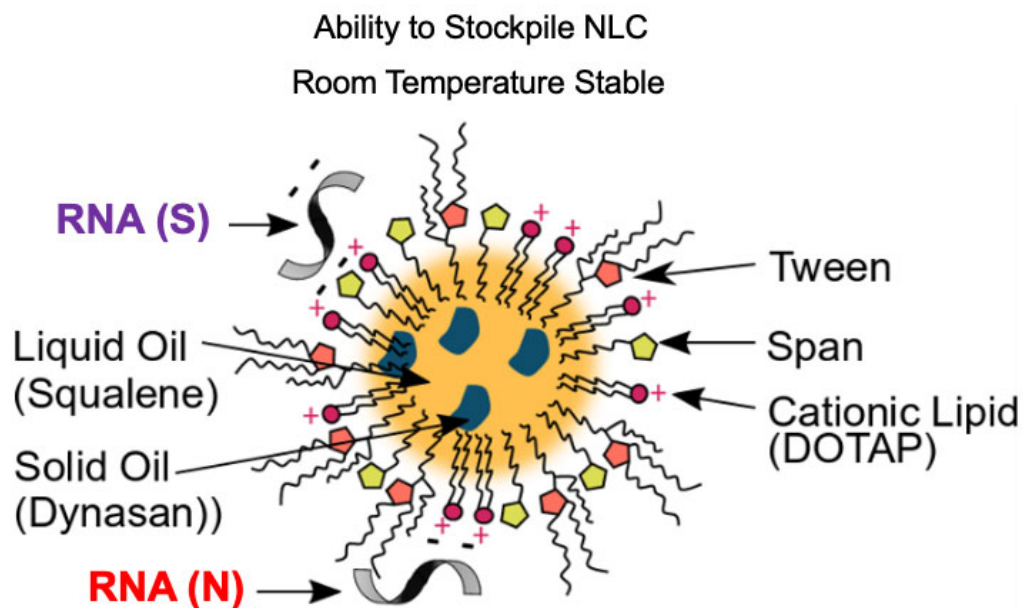 Ability to Stockpile NLC
Room Temperature Stable
RNA (S)
Tween
Liquid Oil
(Squalene)
Span
Cationic Lipid
(DOTAP)
Solid Oil
(Dynasan))
RNA (N)